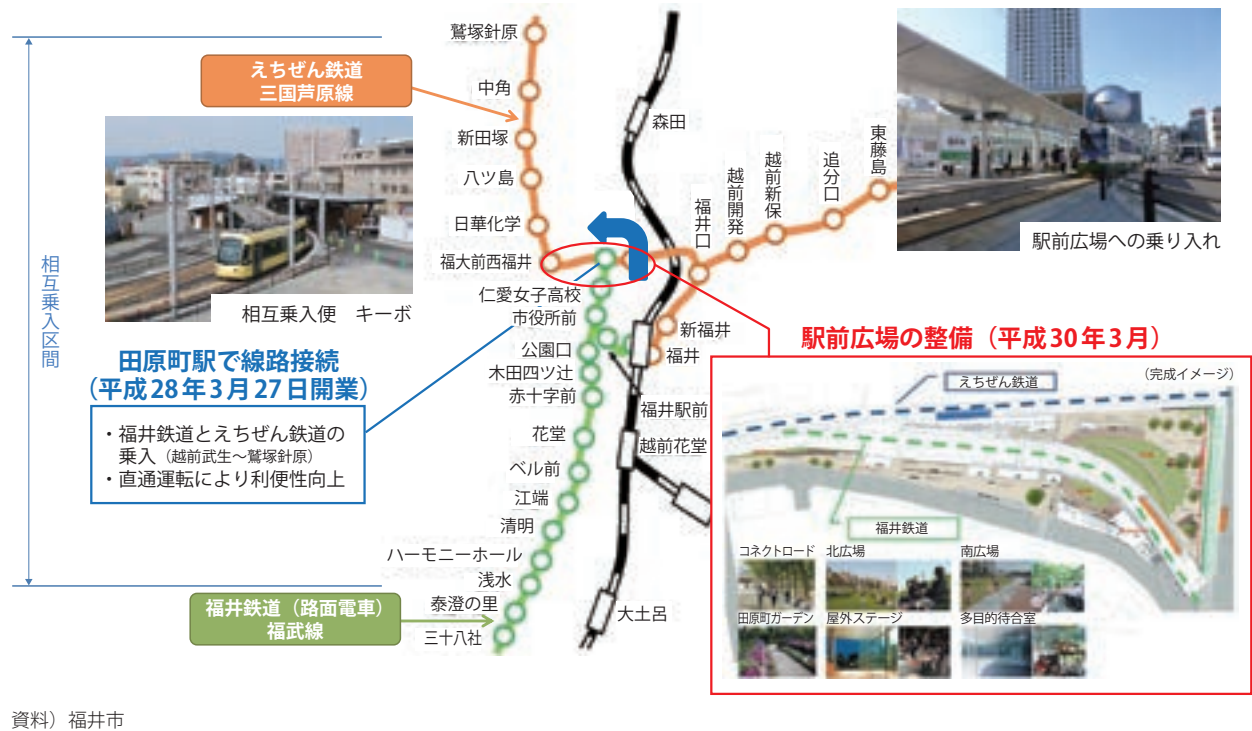 鷲塚針原
えちぜん鉄道
三国芦原線
中角
新田塚
八ツ島
日華化学
福大前西福井
森田
福井口
越前開発
越前新保
追分口
東藤島
駅前広場への乗り入れ
相互乗入区間
相互乗入便 キーボ
仁愛女子高校
市役所前
新福井
福井
公園口
木田四ツ辻
赤十字前
福井駅前
花堂
越前花堂
ベル前
江端
清明
ハーモニーホール
浅水
泰澄の里
三十八社
大土呂
田原町駅で線路接続
(平成28年3月27日開業)
・福井鉄道とえちぜん鉄道の
乗入(越前武生～鷲塚針原)
・直通運転により利便性向上
福井鉄道(路面電車)
福武線
駅前広場の整備(平成30年3月)
えちぜん鉄道
(完成イメージ)
福井鉄道
コネクトロード
北広場
南広場
田原町ガーデン
屋外ステージ
多目的待合室
資料)福井市